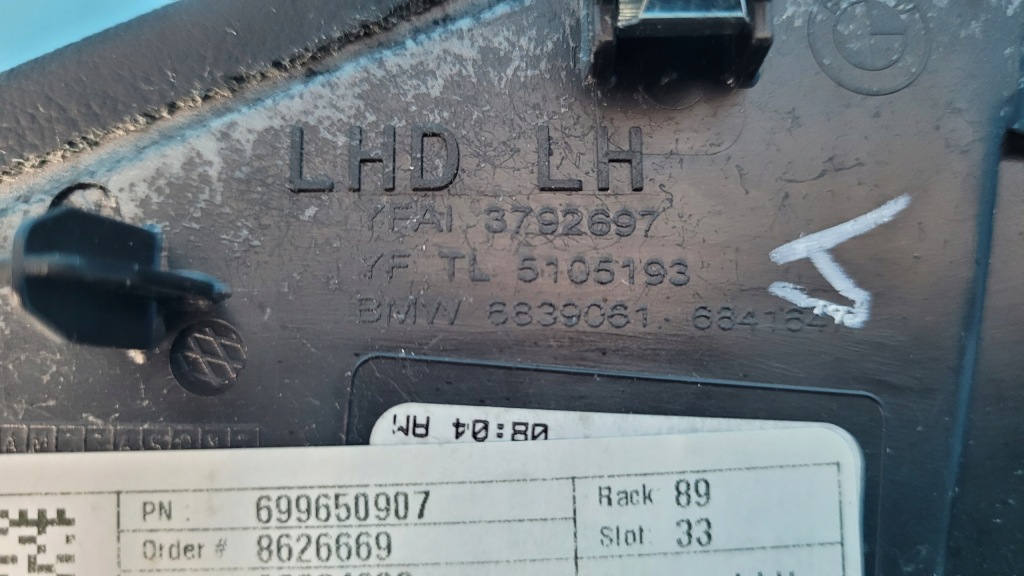 LHD LH
YFAI 3792697
YF TL 5105193
BMW 6839061
08:04 AM
PN : 699650907
Rack 89
Order # 8626669
Slot: 33